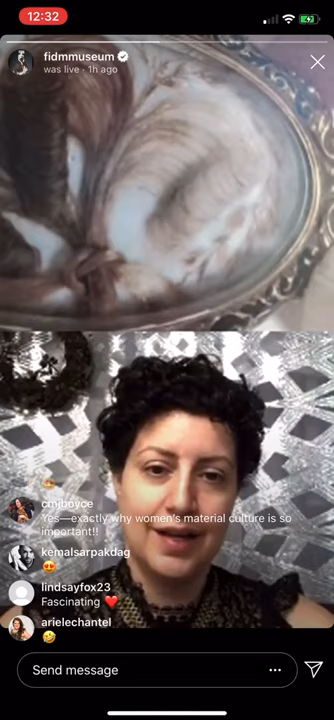 12:32
fidmmuseum
was live · 1h ago
cmjboyce
Yes—exactly why women's material culture is so
important!!
kemalsarpakdag
😍
lindsayfox23
Fascinating ❤️
arielechantel
🤣
Send message